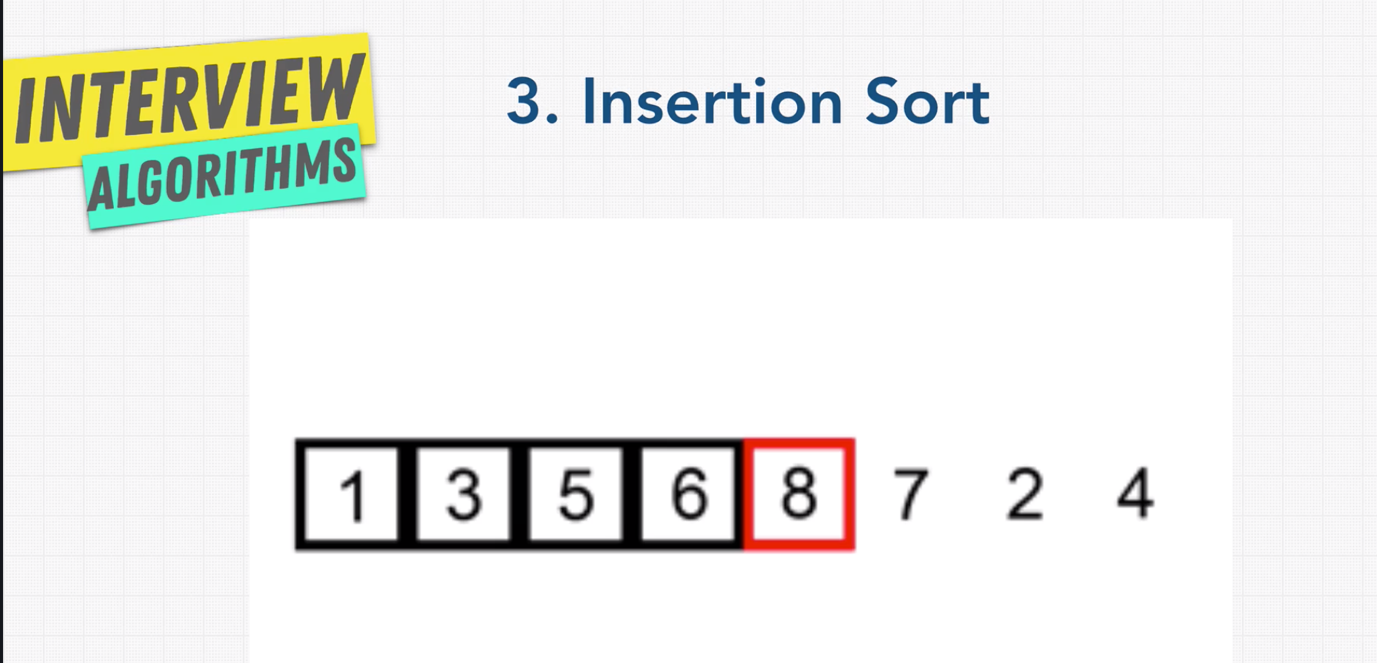 INTERVIEW
ALGORITHMS
3. Insertion Sort
1 3 5 6 8 7 2 4